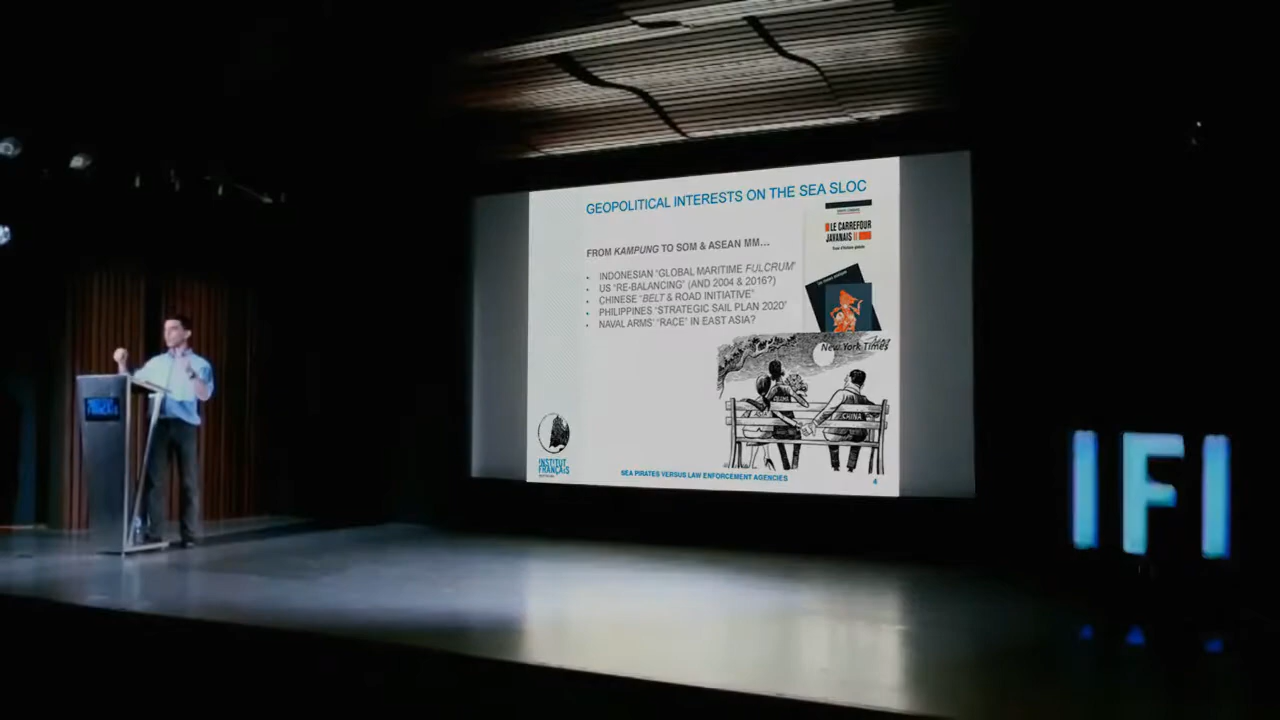 GEOPOLITICAL INTERESTS ON THE SEA SLOC
FROM KAMPUNG TO SOM & ASEAN MM...
• INDONESIAN "GLOBAL MARITIME FULCRUM"
• US "RE-BALANCING" (AND 2004 & 2016?)
• CHINESE "BELT & ROAD INITIATIVE"
• PHILIPPINES "STRATEGIC SAIL PLAN 2020"
• NAVAL ARMS' "RACE" IN EAST ASIA?
LE CARREFOUR
JAVANAIS
New York Times
ASIA
OBAMA
CHINA
INSTITUT
FRANÇAIS
SEA PIRATES VERSUS LAW ENFORCEMENT AGENCIES
4
IFI